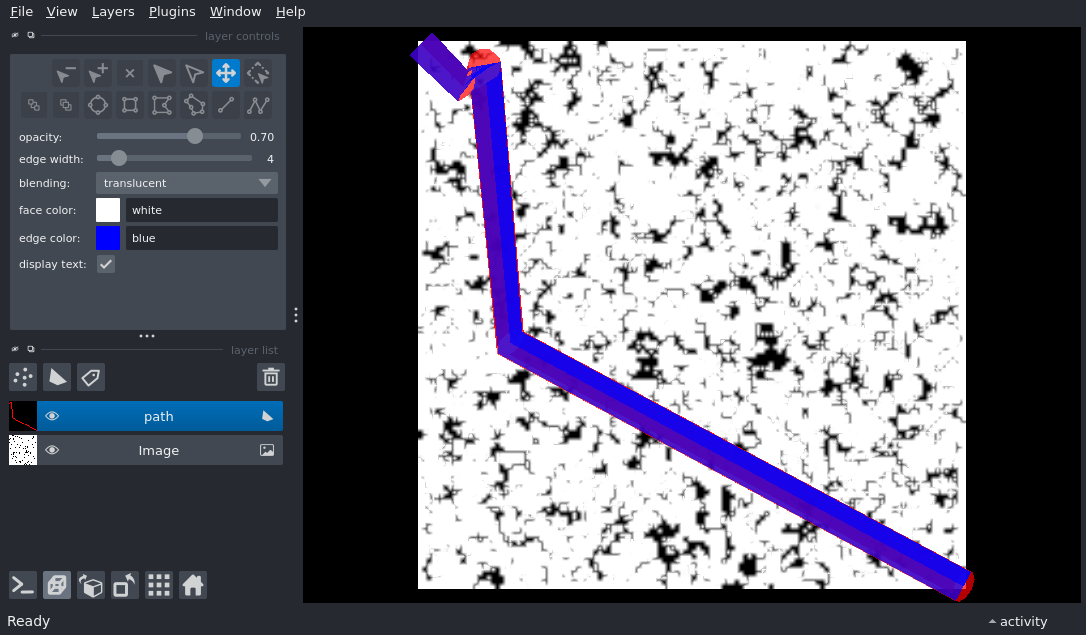 File View Layers Plugins Window Help
layer controls
opacity: 0.70
edge width: 4
blending: translucent
face color: white
edge color: blue
display text:
layer list
path
Image
Ready
activity